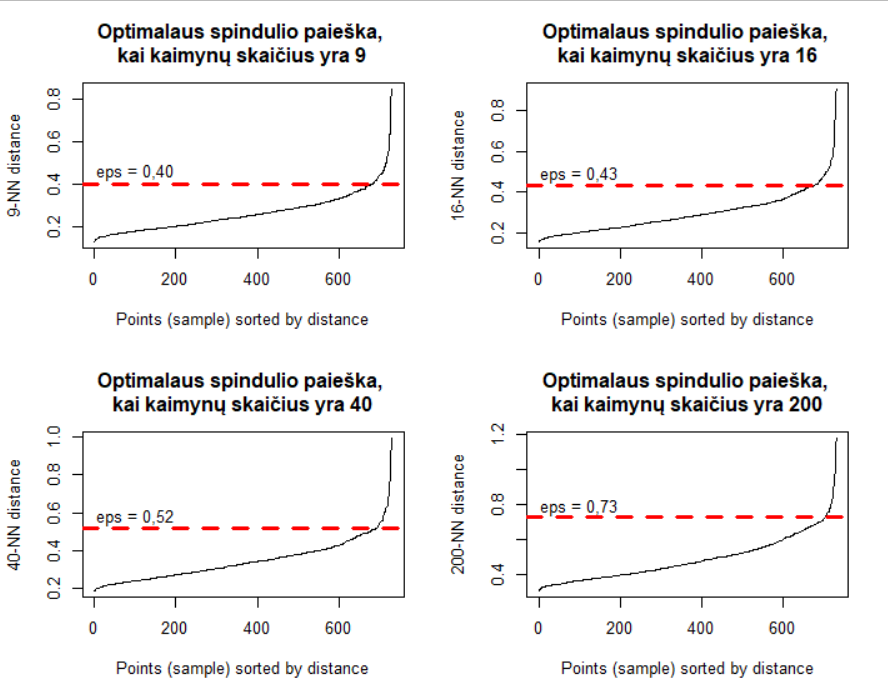 Optimalaus spindulio paieška,
kai kaimynų skaičius yra 9
9-NN distance
0.2 0.4 0.6 0.8
eps = 0,40
0 200 400 600
Points (sample) sorted by distance
Optimalaus spindulio paieška,
kai kaimynų skaičius yra 16
16-NN distance
0.2 0.4 0.6 0.8
eps = 0,43
0 200 400 600
Points (sample) sorted by distance
Optimalaus spindulio paieška,
kai kaimynų skaičius yra 40
40-NN distance
0.2 0.4 0.6 0.8 1.0
eps = 0,52
0 200 400 600
Points (sample) sorted by distance
Optimalaus spindulio paieška,
kai kaimynų skaičius yra 200
200-NN distance
0.4 0.8 1.2
eps = 0,73
0 200 400 600
Points (sample) sorted by distance